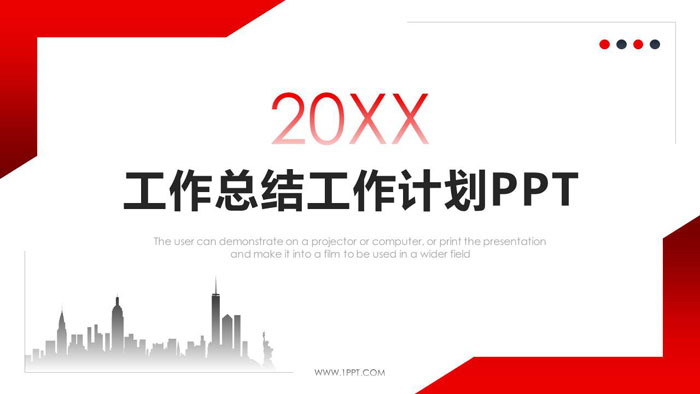 20XX
工作总结工作计划PPT
The user can demonstrate on a projector or computer, or print the presentation
and make it into a film to be used in a wider field
WWW.1PPT.COM